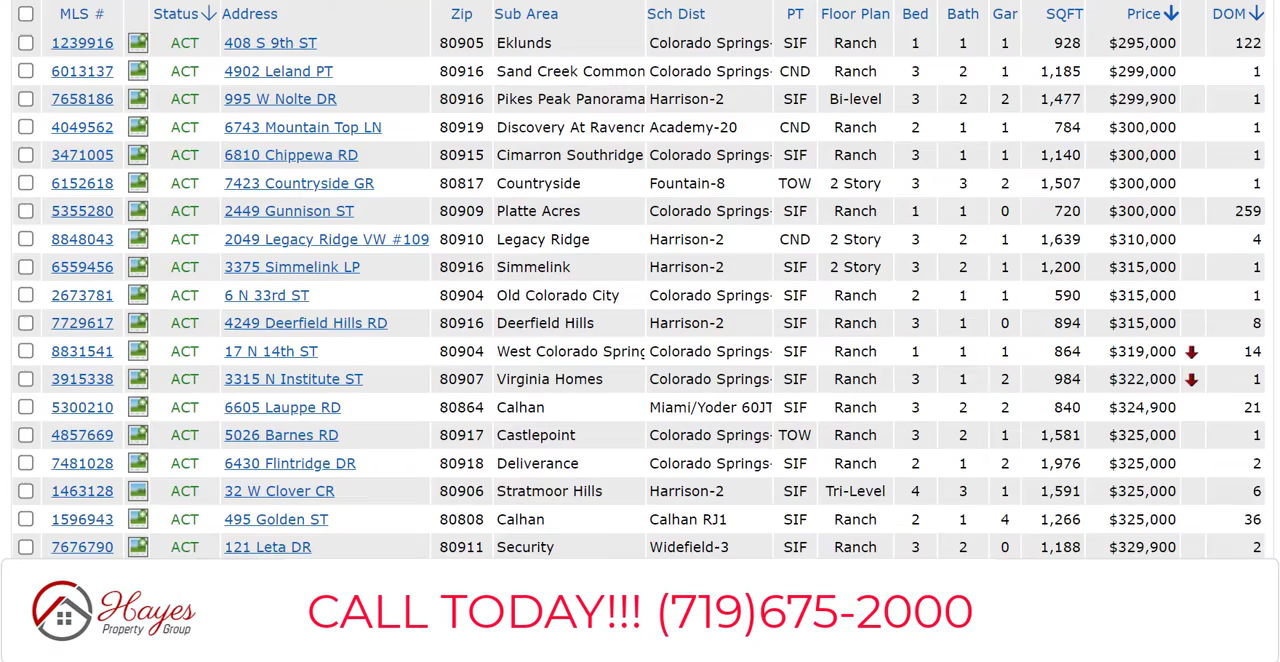 MLS # Status Address Zip Sub Area Sch Dist PT Floor Plan Bed Bath Gar SQFT Price DOM
1239916 ACT 408 S 9th ST 80905 Eklunds Colorado Springs- SIF Ranch 1 1 1 928 $295,000 122
6013137 ACT 4902 Leland PT 80916 Sand Creek Common Colorado Springs- CND Ranch 3 2 1 1,185 $299,000 1
7658186 ACT 995 W Nolte DR 80916 Pikes Peak Panorama Harrison-2 SIF Bi-level 3 2 2 1,477 $299,900 1
4049562 ACT 6743 Mountain Top LN 80919 Discovery At Ravencr Academy-20 CND Ranch 2 1 1 784 $300,000 1
3471005 ACT 6810 Chippewa RD 80915 Cimarron Southridge Colorado Springs- SIF Ranch 3 1 1 1,140 $300,000 1
6152618 ACT 7423 Countryside GR 80817 Countryside Fountain-8 TOW 2 Story 3 3 2 1,507 $300,000 1
5355280 ACT 2449 Gunnison ST 80909 Platte Acres Colorado Springs- SIF Ranch 1 1 0 720 $300,000 259
8848043 ACT 2049 Legacy Ridge VW #109 80910 Legacy Ridge Harrison-2 CND 2 Story 3 2 1 1,639 $310,000 4
6559456 ACT 3375 Simmelink LP 80916 Simmelink Harrison-2 SIF 2 Story 3 2 1 1,200 $315,000 1
2673781 ACT 6 N 33rd ST 80904 Old Colorado City Colorado Springs- SIF Ranch 2 1 1 590 $315,000 1
7729617 ACT 4249 Deerfield Hills RD 80916 Deerfield Hills Harrison-2 SIF Ranch 3 1 0 894 $315,000 8
8831541 ACT 17 N 14th ST 80904 West Colorado Spring Colorado Springs- SIF Ranch 1 1 1 864 $319,000 14
3915338 ACT 3315 N Institute ST 80907 Virginia Homes Colorado Springs- SIF Ranch 3 1 2 984 $322,000 1
5300210 ACT 6605 Lauppe RD 80864 Calhan Miami/Yoder 60JT SIF Ranch 3 2 2 840 $324,900 21
4857669 ACT 5026 Barnes RD 80917 Castlepoint Colorado Springs- TOW Ranch 3 2 1 1,581 $325,000 1
7481028 ACT 6430 Flintridge DR 80918 Deliverance Colorado Springs- SIF Ranch 2 1 2 1,976 $325,000 2
1463128 ACT 32 W Clover CR 80906 Stratmoor Hills Harrison-2 SIF Tri-Level 4 3 1 1,591 $325,000 6
1596943 ACT 495 Golden ST 80808 Calhan Calhan RJ1 SIF Ranch 2 1 4 1,266 $325,000 36
7676790 ACT 121 Leta DR 80911 Security Widefield-3 SIF Ranch 3 2 0 1,188 $329,900 2
Hayes
Property Group
CALL TODAY!!! (719)675-2000